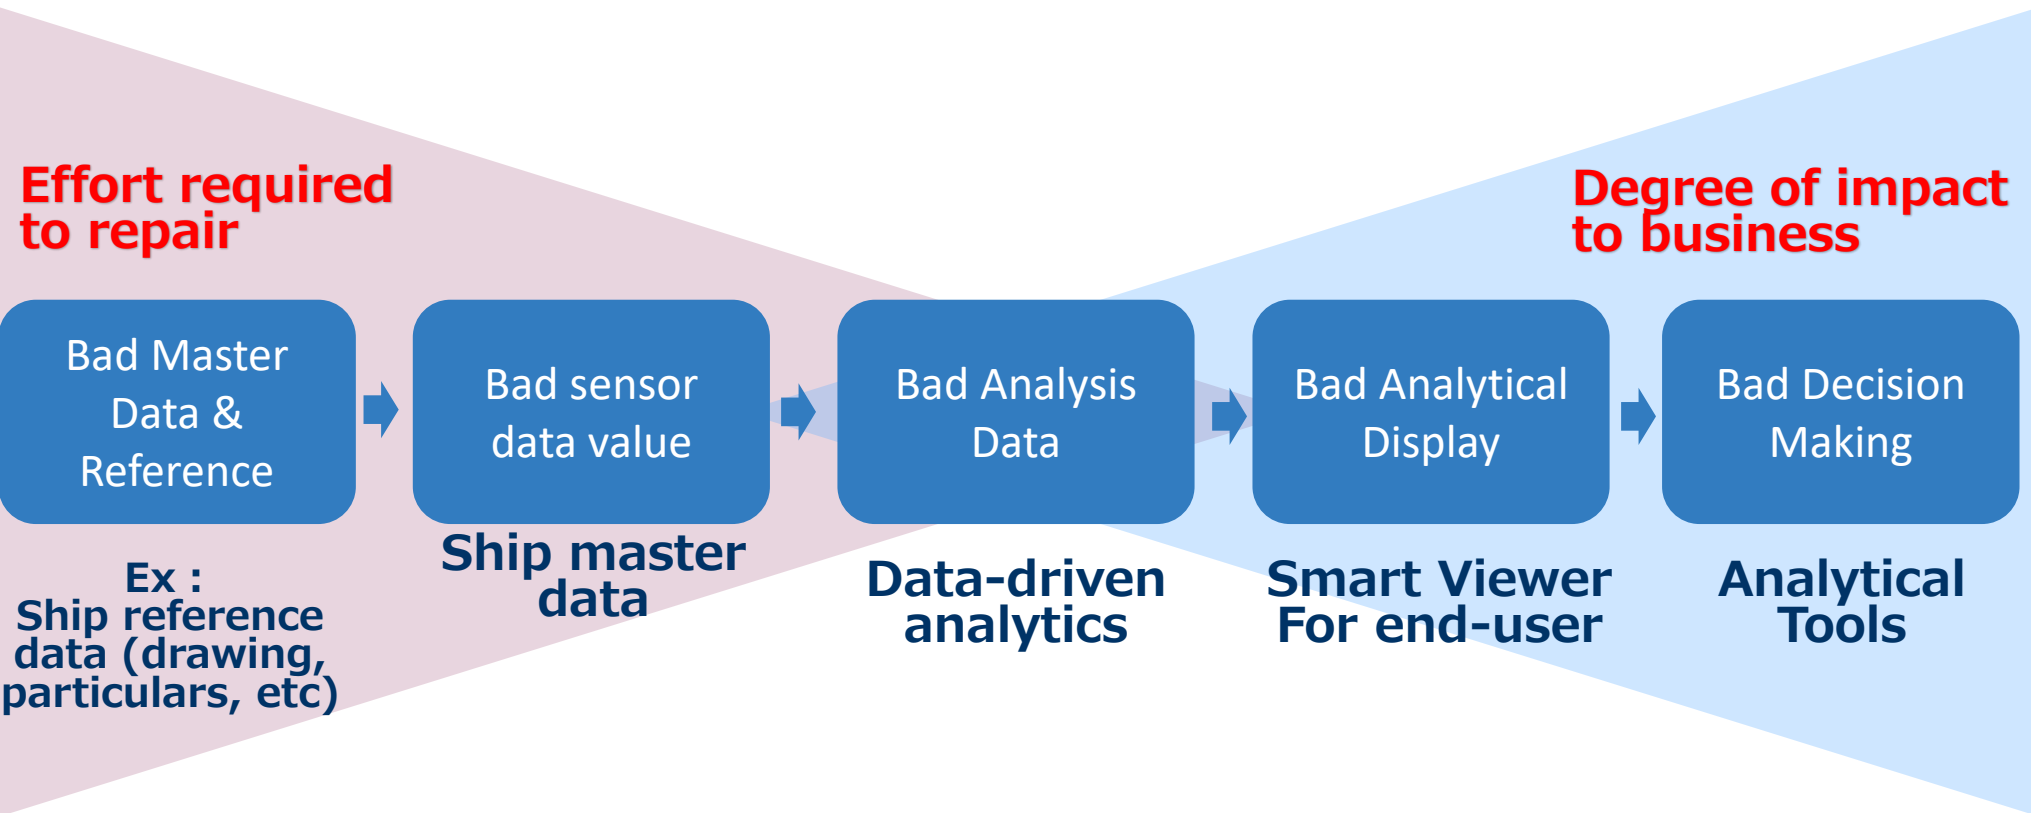 Effort required
to repair
Degree of impact
to business
Bad Master
Data &
Reference
Bad sensor
data value
Bad Analysis
Data
Bad Analytical
Display
Bad Decision
Making
Ex :
Ship reference
data (drawing,
particulars, etc)
Ship master
data
Data-driven
analytics
Smart Viewer
For end-user
Analytical
Tools